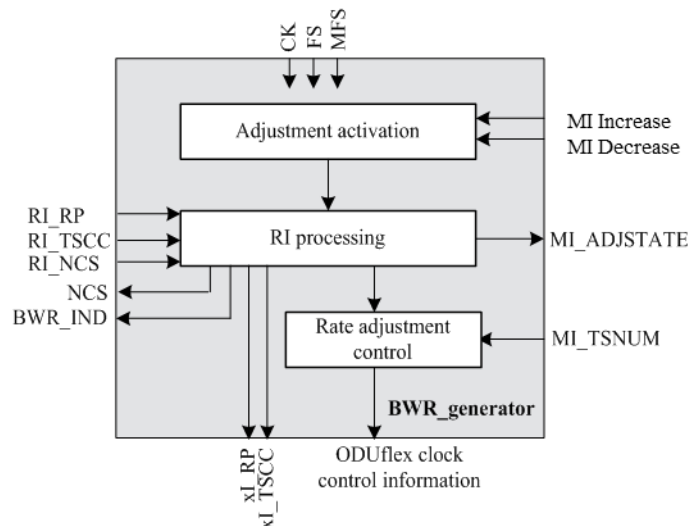 CK
FS
MFS
Adjustment activation
MI Increase
MI Decrease
RI_RP
RI_TSCC
RI_NCS
RI processing
MI_ADJSTATE
NCS
BWR_IND
Rate adjustment
control
MI_TSNUM
BWR_generator
xI_RP
xI_TSCC
ODUflex clock
control information